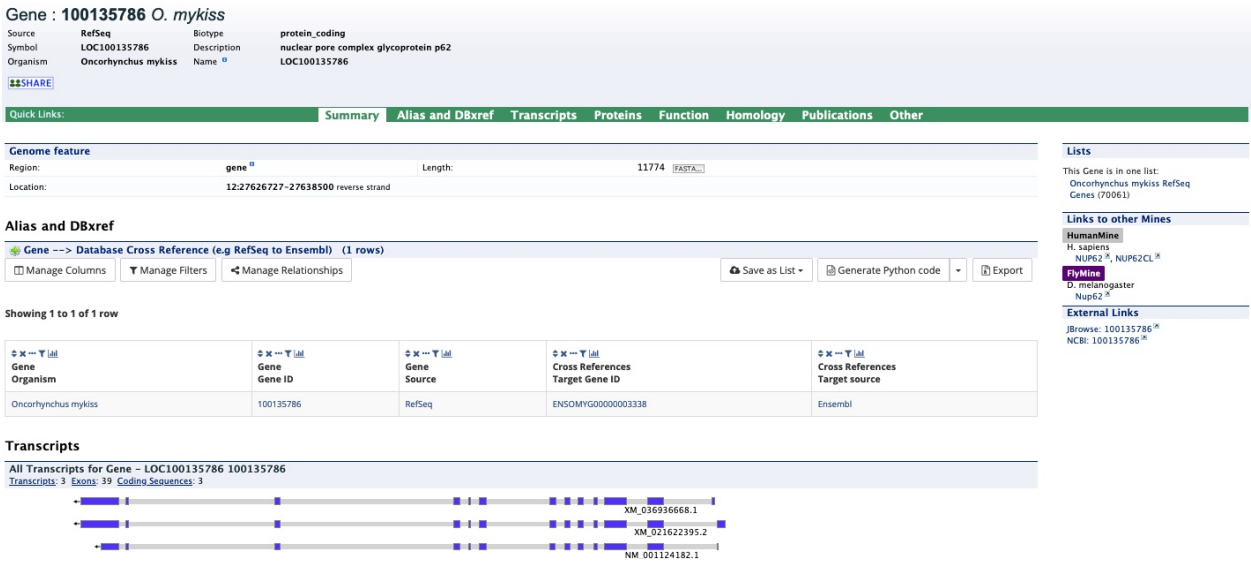 Gene : 100135786 O. mykiss
Source RefSeq Biotype protein_coding
Symbol LOC100135786 Description nuclear pore complex glycoprotein p62
Organism Oncorhynchus mykiss Name LOC100135786
SHARE
Quick Links: Summary Alias and DBxref Transcripts Proteins Function Homology Publications Other
Genome feature
Region: gene Length: 11774 FASTA...
Location: 12:27626727-27638500 reverse strand
Alias and DBxref
Gene --> Database Cross Reference (e.g RefSeq to Ensembl) (1 rows)
Manage Columns Manage Filters Manage Relationships Save as List Generate Python code Export
Showing 1 to 1 of 1 row
Gene Gene Gene Cross References Cross References
Organism Gene ID Source Target Gene ID Target source
Oncorhynchus mykiss 100135786 RefSeq ENSOMYG00000003338 Ensembl
Transcripts
All Transcripts for Gene - LOC100135786 100135786
Transcripts: 3 Exons: 39 Coding Sequences: 3
XM_036936668.1
XM_021622395.2
NM_001124182.1
Lists
This Gene is in one list:
Oncorhynchus mykiss RefSeq
Genes (70061)
Links to other Mines
HumanMine
H. sapiens
NUP62, NUP62CL
FlyMine
D. melanogaster
Nup62
External Links
JBrowse: 100135786
NCBI: 100135786